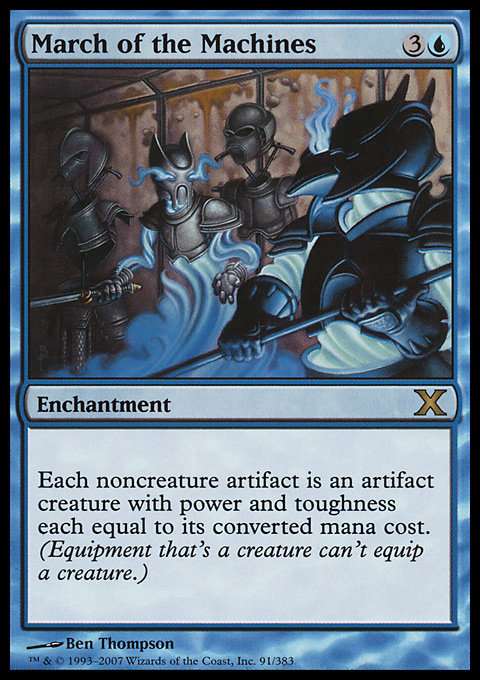 March of the Machines 3
Enchantment X
Each noncreature artifact is an artifact
creature with power and toughness
each equal to its converted mana cost.
(Equipment that's a creature can't equip
a creature.)
Ben Thompson
™ & © 1993–2007 Wizards of the Coast, Inc. 91/383